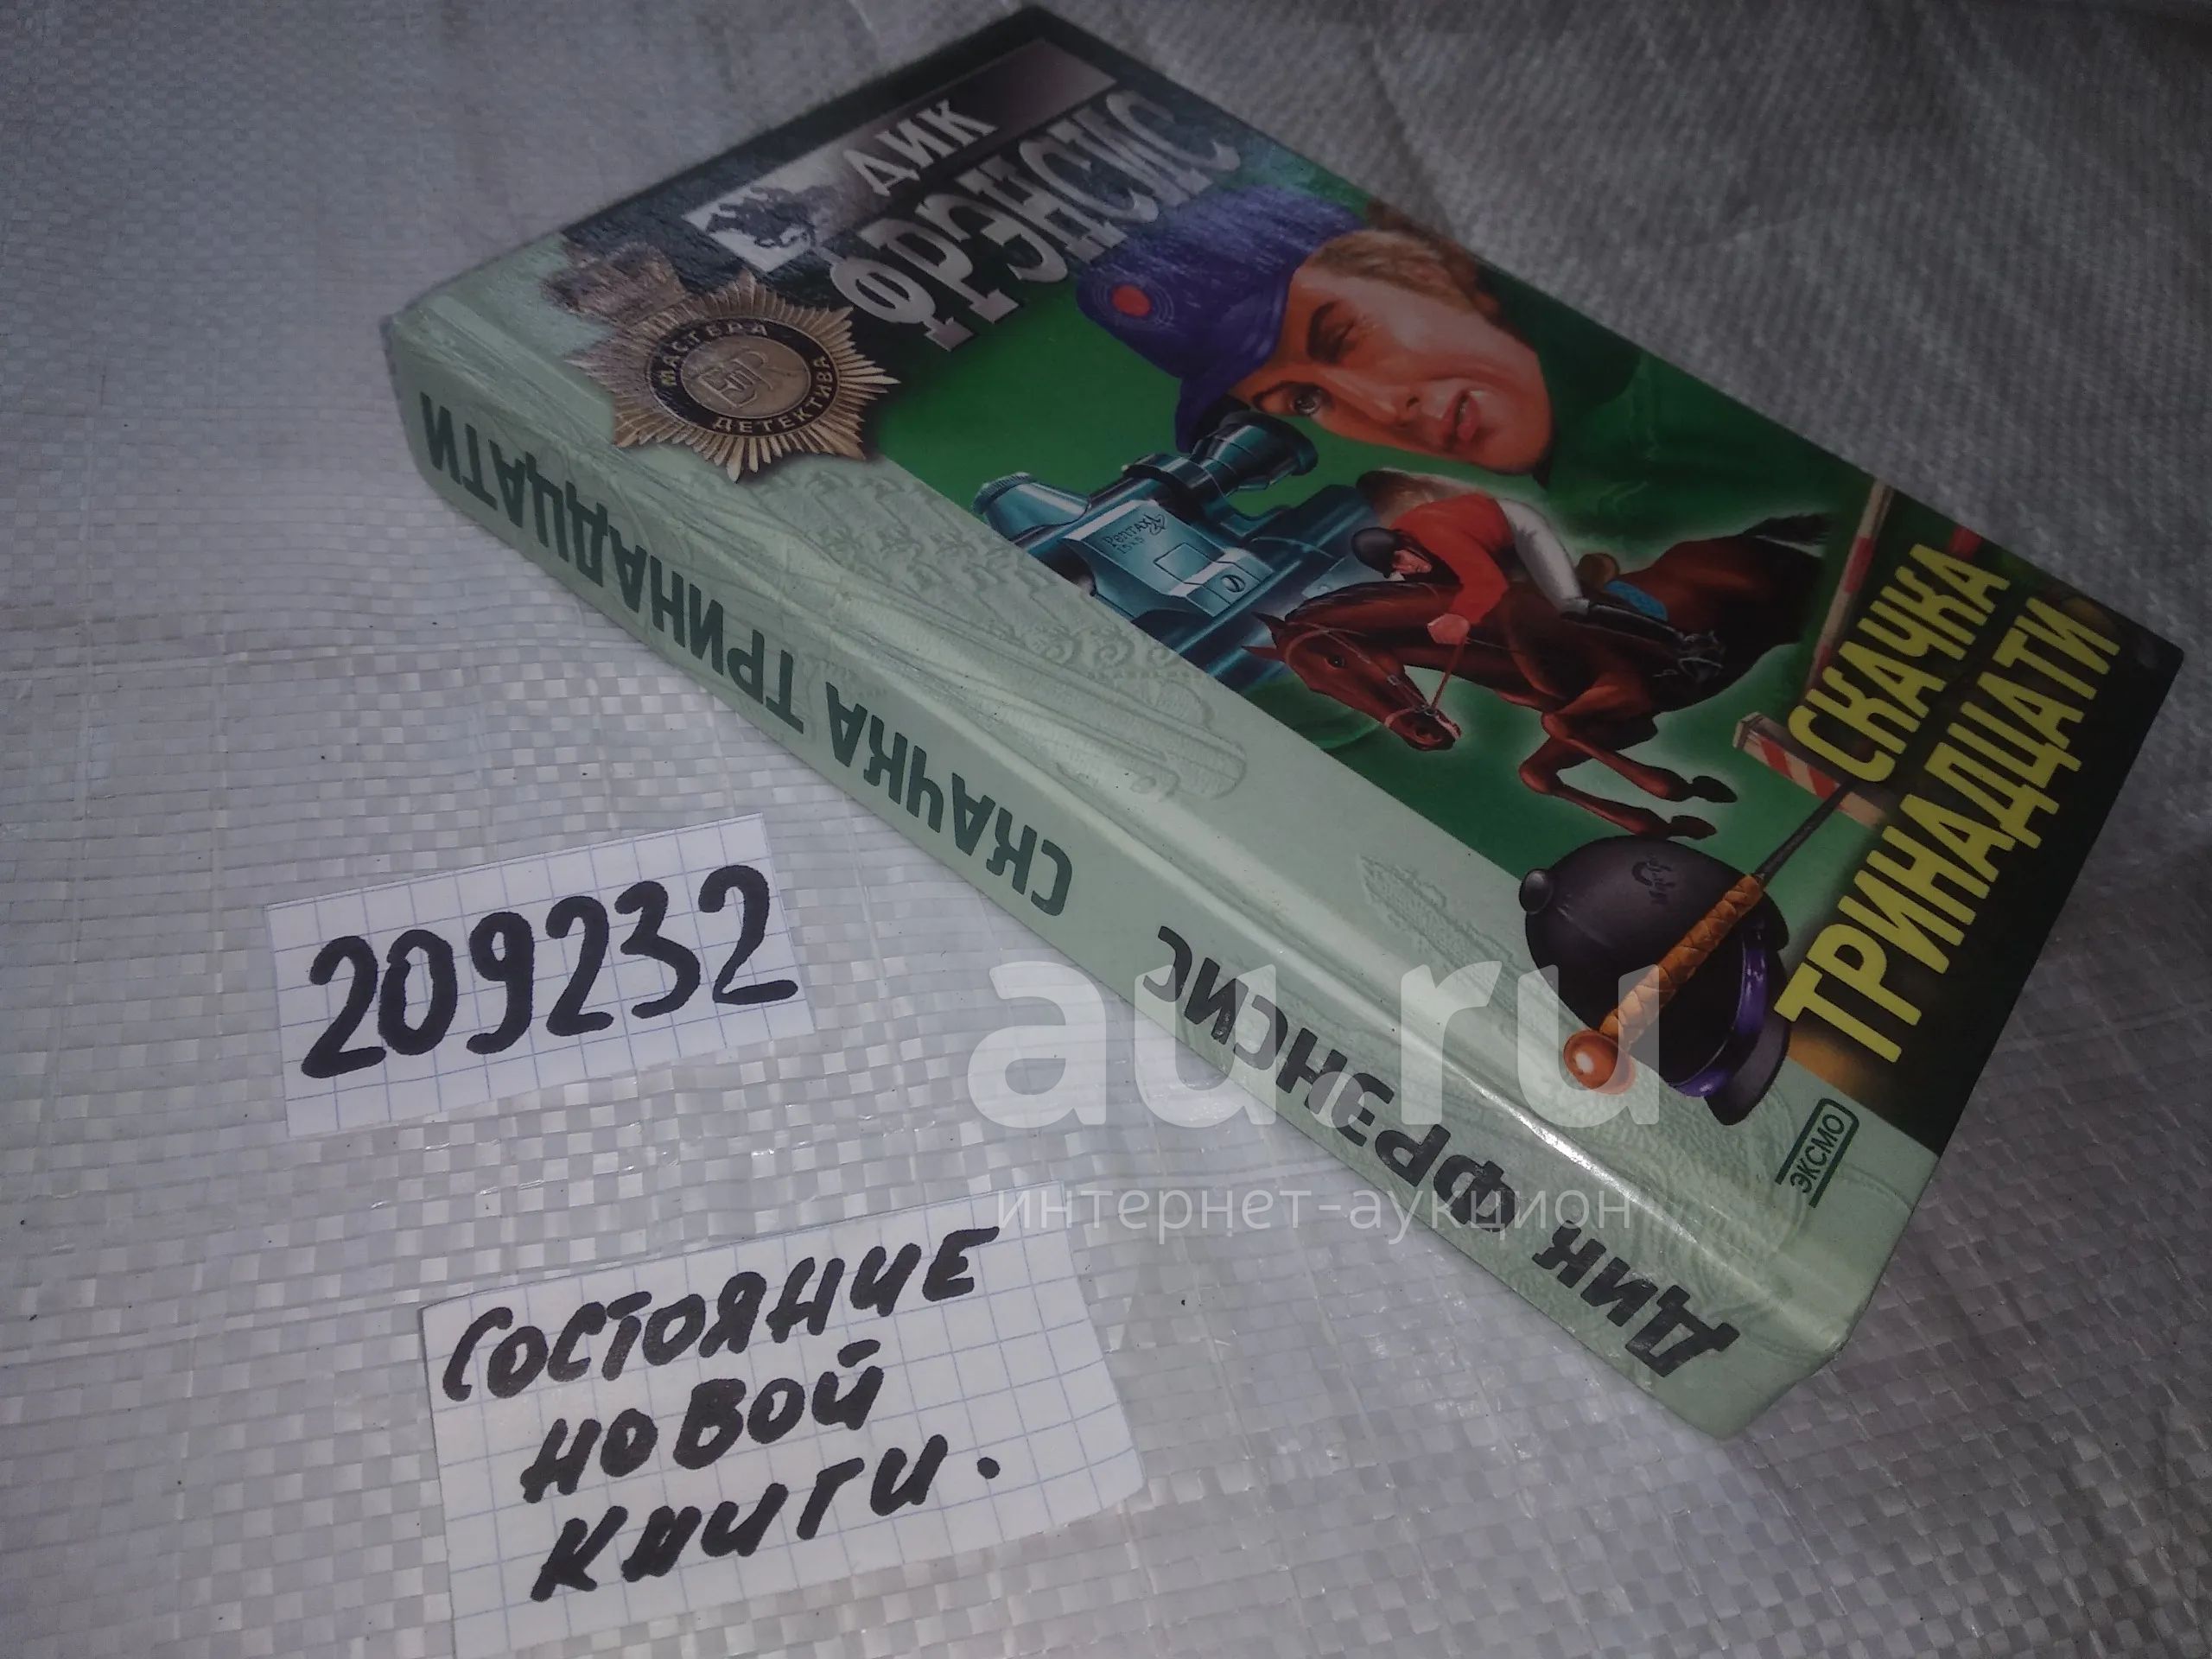 ДИК
ФРЭНСИС
МАСТЕРА
ДЕТЕКТИВА
PENTAX
СКАЧКА
ТРИНАДЦАТИ
ЭКСМО
ДИК ФРЭНСИС СКАЧКА ТРИНАДЦАТИ
209232
СОСТОЯНИЕ
НОВОЙ
КНИГИ.
au.ru
интернет-аукцион